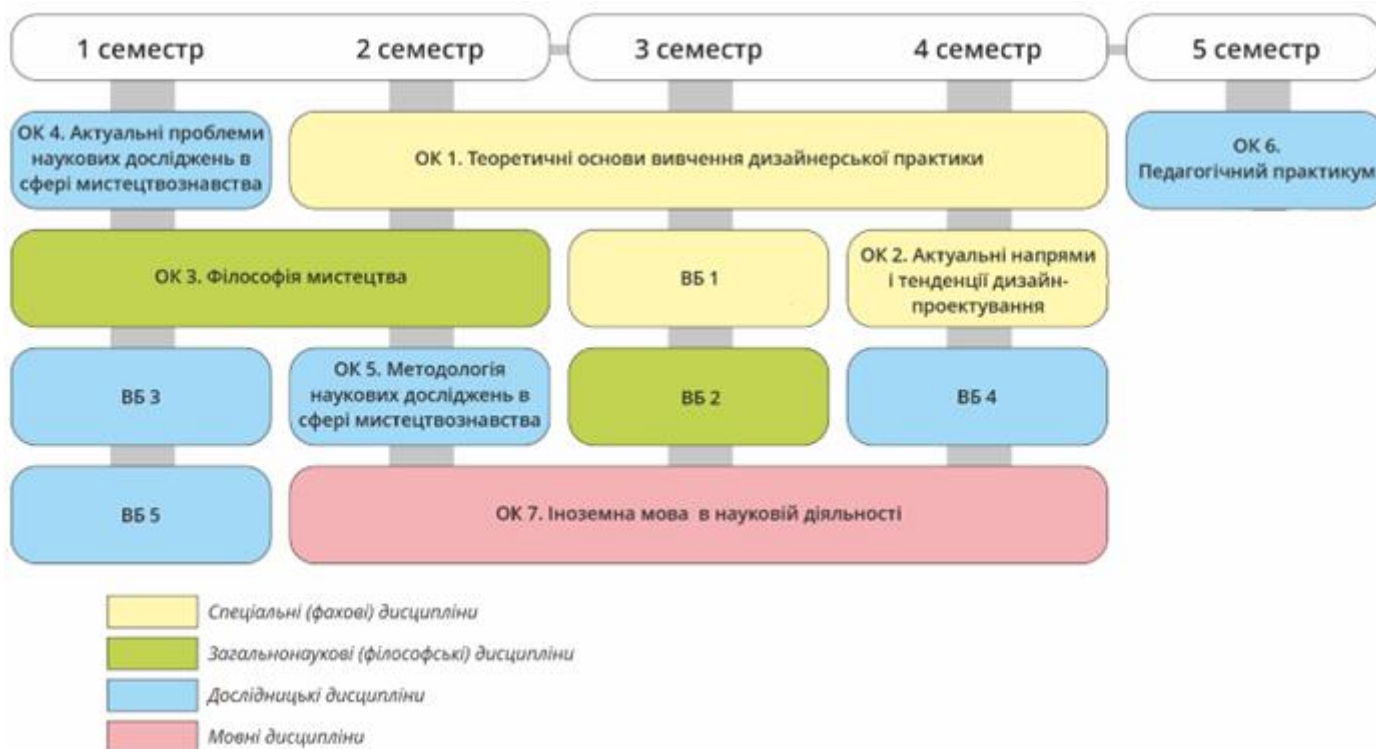 1 семестр
2 семестр
3 семестр
4 семестр
5 семестр
ОК 4. Актуальні проблеми
наукових досліджень в
сфері мистецтвознавства
ОК 1. Теоретичні основи вивчення дизайнерської практики
ОК 6.
Педагогічний практикум
ОК 3. Філософія мистецтва
ВБ 1
ОК 2. Актуальні напрями
і тенденції дизайн-
проектування
ВБ 3
ОК 5. Методологія
наукових досліджень в
сфері мистецтвознавства
ВБ 2
ВБ 4
ВБ 5
ОК 7. Іноземна мова в науковій діяльності
Спеціальні (фахові) дисципліни
Загальнонаукові (філософські) дисципліни
Дослідницькі дисципліни
Мовні дисципліни